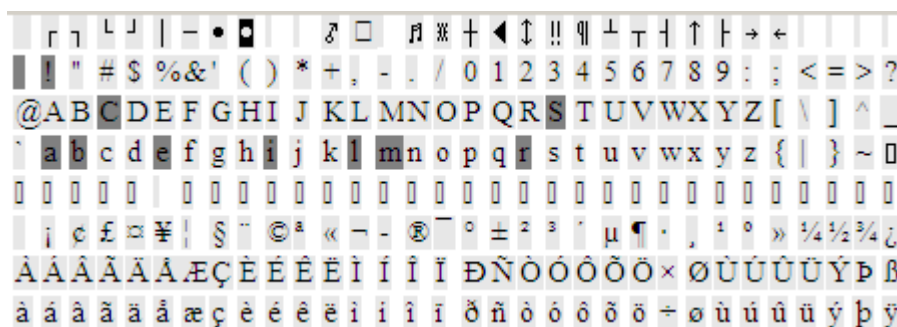 ┌ ┐ └ ┘ │ ─ • ◘ ♂ □ ♬ ☼ ┼ ◄ ↕ ‼ ¶ ┴ ┬ ┤ ↑ ├ → ←
! " # $ % & ' ( ) * + , - . / 0 1 2 3 4 5 6 7 8 9 : ; < = > ?
@ A B C D E F G H I J K L M N O P Q R S T U V W X Y Z [ \ ] ^ _
` a b c d e f g h i j k l m n o p q r s t u v w x y z { | } ~ ▯
▯ ▯ ▯ ▯ ▯ ▯ ▯ ▯ ▯ ▯ ▯ ▯ ▯ ▯ ▯ ▯ ▯ ▯ ▯ ▯ ▯ ▯ ▯ ▯ ▯ ▯ ▯ ▯ ▯ ▯ ▯
¡ ¢ £ ¤ ¥ ¦ § ¨ © ª « ¬ - ® ¯ ° ± ² ³ ´ µ ¶ · ¸ ¹ º » ¼ ½ ¾ ¿
À Á Â Ã Ä Å Æ Ç È É Ê Ë Ì Í Î Ï Ð Ñ Ò Ó Ô Õ Ö × Ø Ù Ú Û Ü Ý Þ ß
à á â ã ä å æ ç è é ê ë ì í î ï ð ñ ò ó ô õ ö ÷ ø ù ú û ü ý þ ÿ